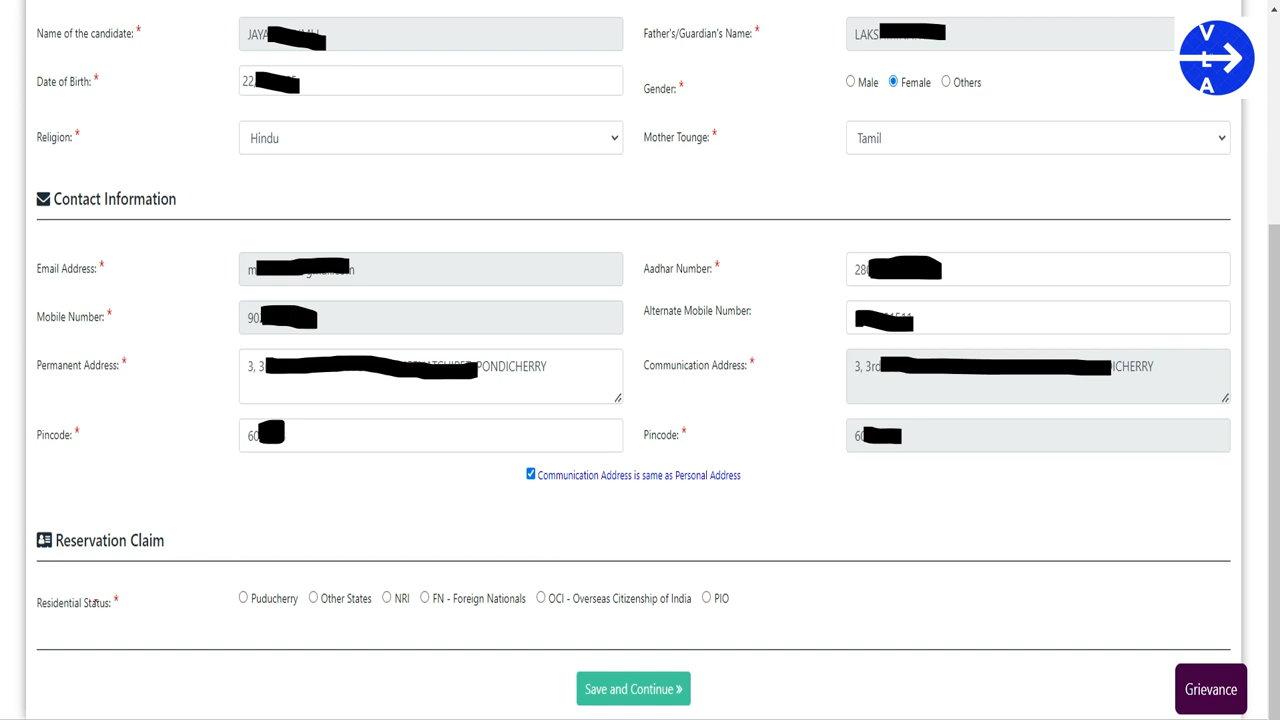 Name of the candidate: *
Father's/Guardian's Name: *
LAKS
V
L
A
Date of Birth: *
22,
Gender: *
Male
Female
Others
Religion: *
Hindu
Mother Tounge: *
Tamil
Contact Information
Email Address: *
m
Aadhar Number: *
28
Mobile Number: *
90
Alternate Mobile Number:
Permanent Address: *
3, 3 PONDICHERRY
Communication Address: *
3, 3rd ICHERRY
Pincode: *
60
Pincode: *
60
Communication Address is same as Personal Address
Reservation Claim
Residential Status: *
Puducherry
Other States
NRI
FN - Foreign Nationals
OCI - Overseas Citizenship of India
PIO
Save and Continue »
Grievance